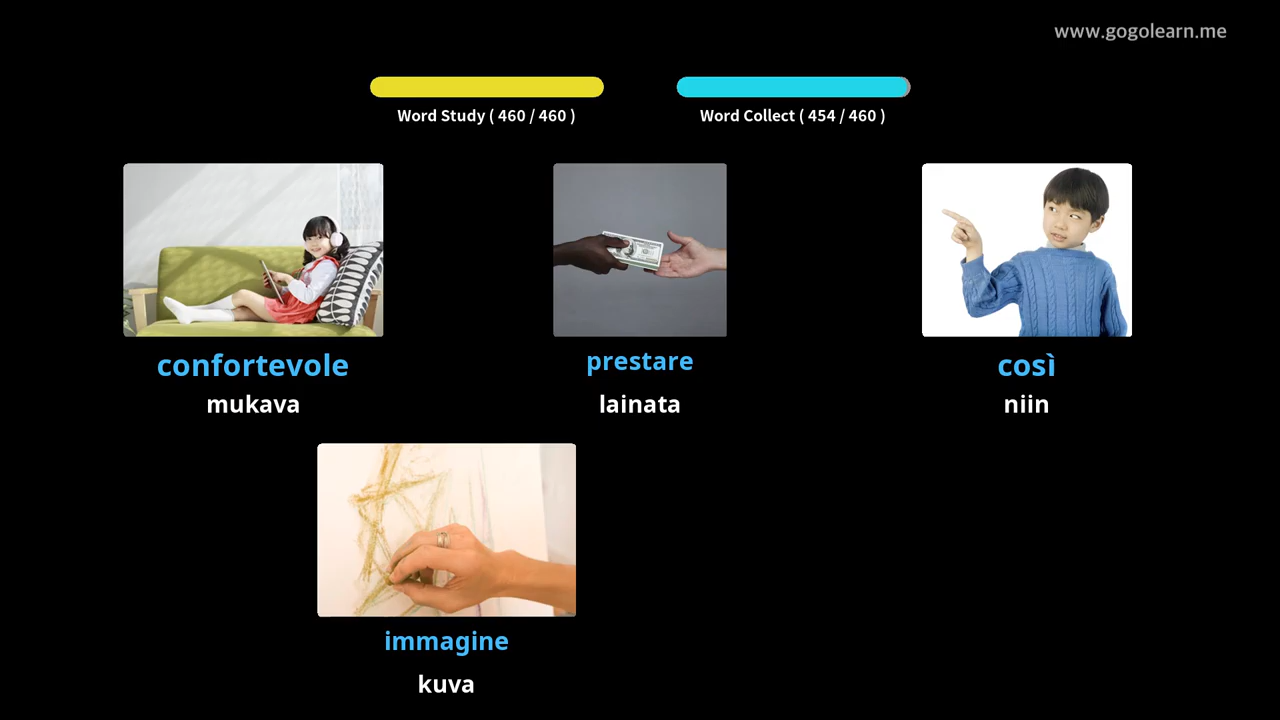 www.gogolearn.me
Word Study ( 460 / 460 )
Word Collect ( 454 / 460 )
confortevole
mukava
prestare
lainata
così
niin
immagine
kuva